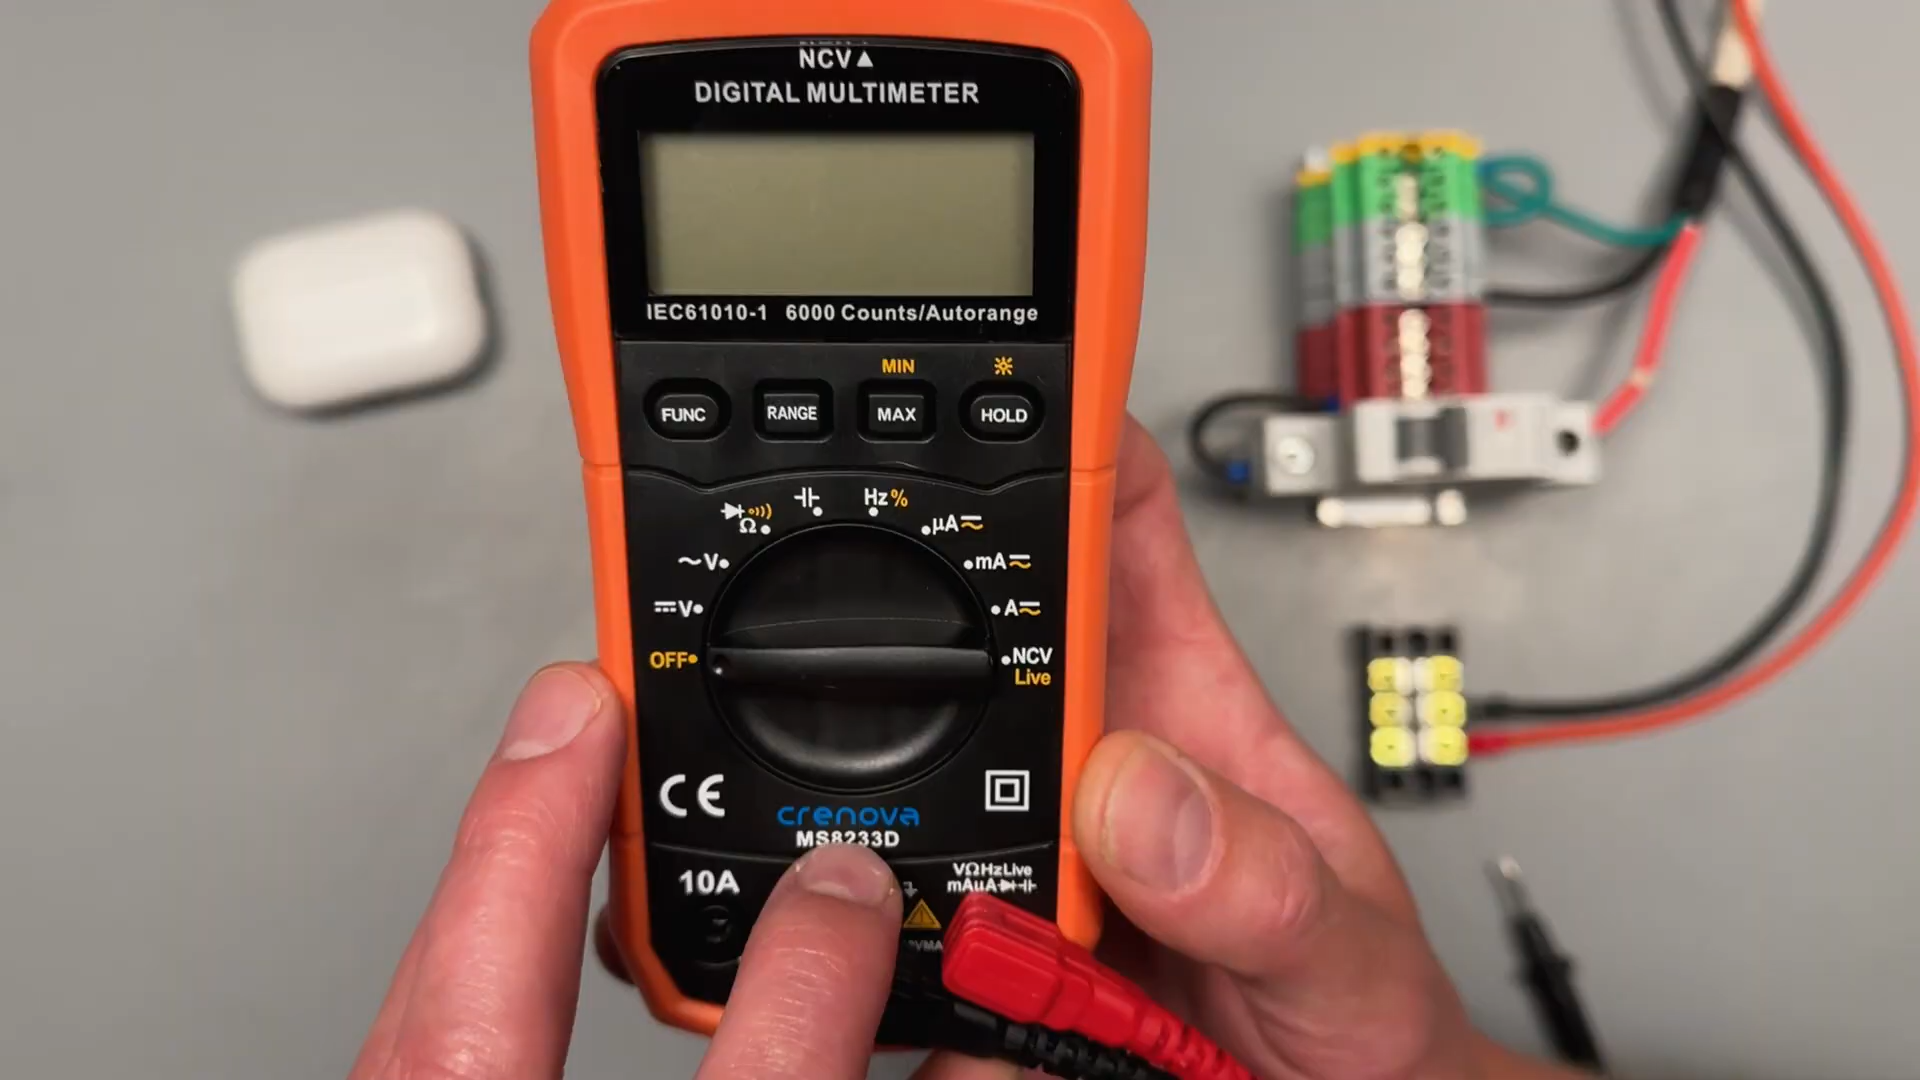 NCV▲
DIGITAL MULTIMETER
IEC61010-1 6000 Counts/Autorange
MIN
FUNC RANGE MAX HOLD
Hz%
Ω
µA
~V
mA
V
A
OFF
NCV
Live
CE
crenova
MS8233D
10A
VΩHzLive
mAuA